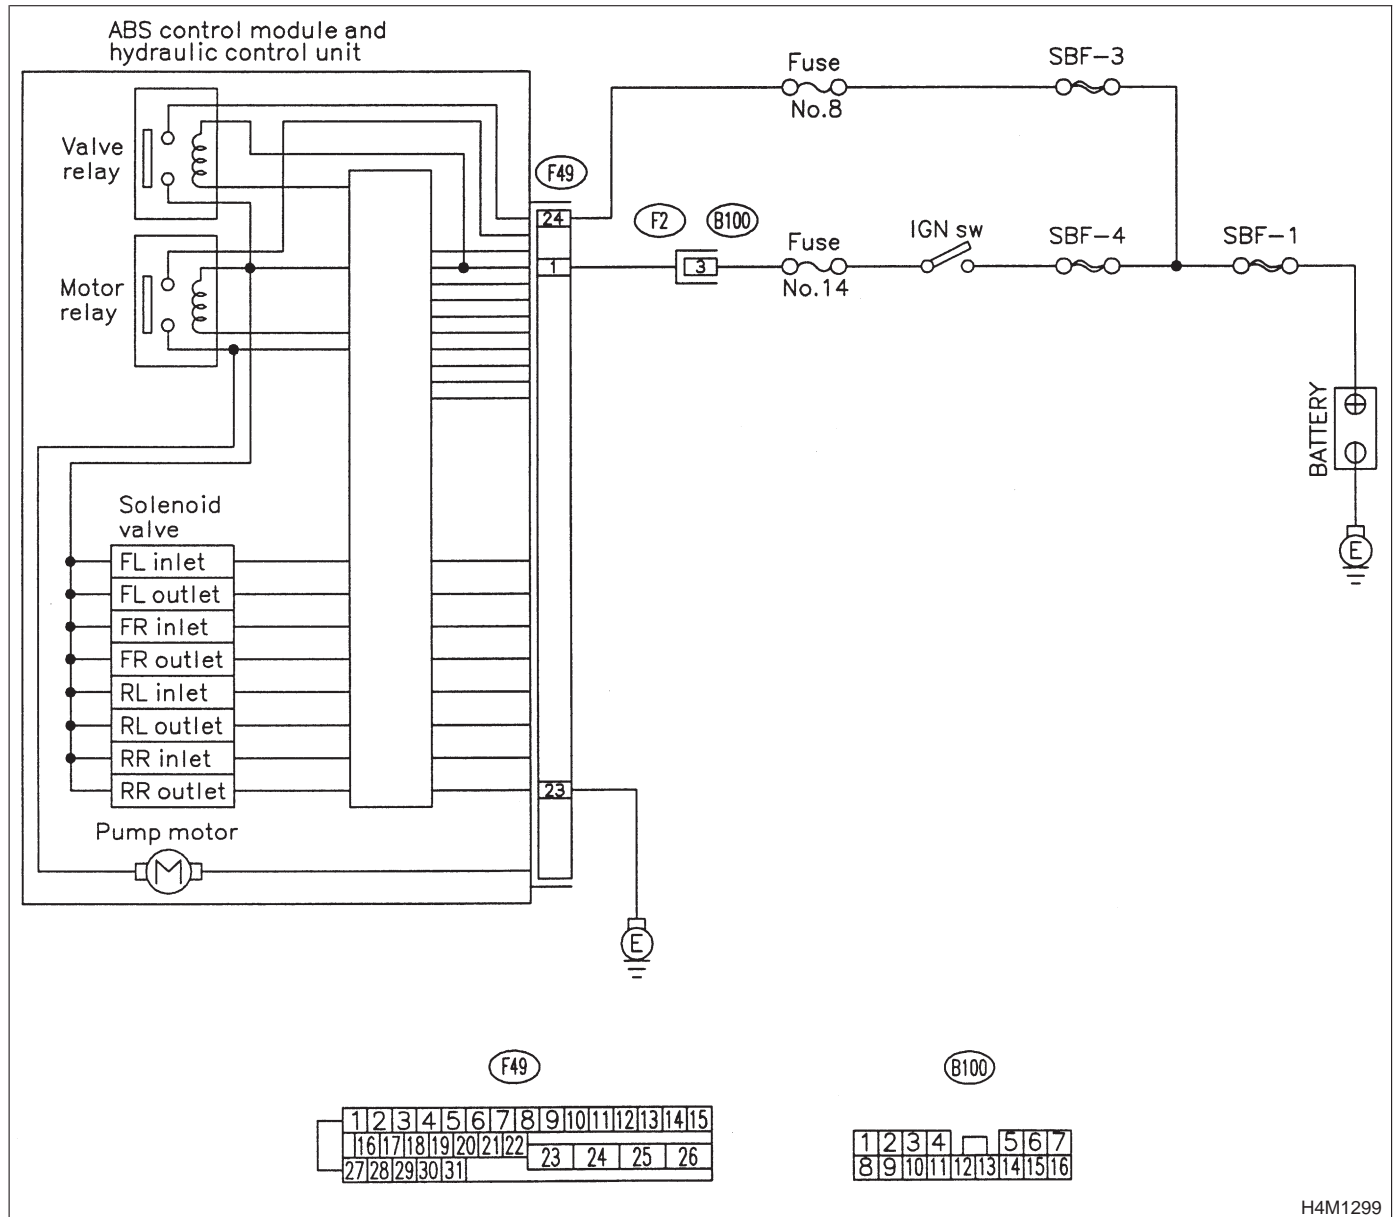 ABS control module and
hydraulic control unit
Valve
relay
Motor
relay
Fuse
No.8
SBF-3
F49
24
1
F2
B100
3
Fuse
No.14
IGN sw
SBF-4
SBF-1
BATTERY
E
Solenoid
valve
FL inlet
FL outlet
FR inlet
FR outlet
RL inlet
RL outlet
RR inlet
RR outlet
23
Pump motor
M
E
F49
1 2 3 4 5 6 7 8 9 10 11 12 13 14 15
16 17 18 19 20 21 22
23 24 25 26
27 28 29 30 31
B100
1 2 3 4 5 6 7
8 9 10 11 12 13 14 15 16
H4M1299